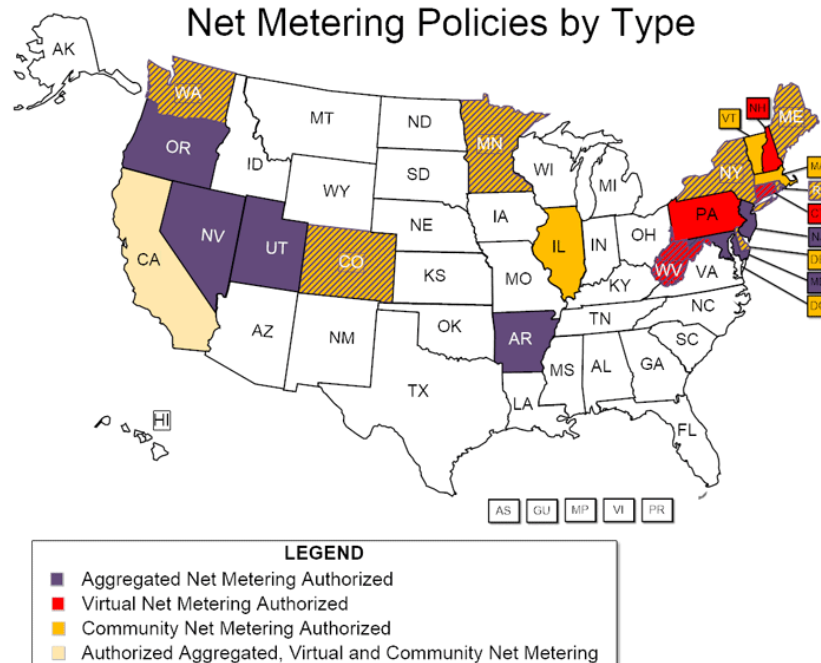 Net Metering Policies by Type
AK
WA
MT
ND
MN
VT
NH
ME
OR
ID
SD
WI
MI
NY
MA
WY
IA
PA
NV
UT
NE
IL
IN
OH
CA
CO
KS
MO
WV
VA
KY
AZ
NM
OK
AR
TN
NC
SC
TX
MS
AL
GA
LA
HI
FL
AS
GU
MP
VI
PR
LEGEND
Aggregated Net Metering Authorized
Virtual Net Metering Authorized
Community Net Metering Authorized
Authorized Aggregated, Virtual and Community Net Metering